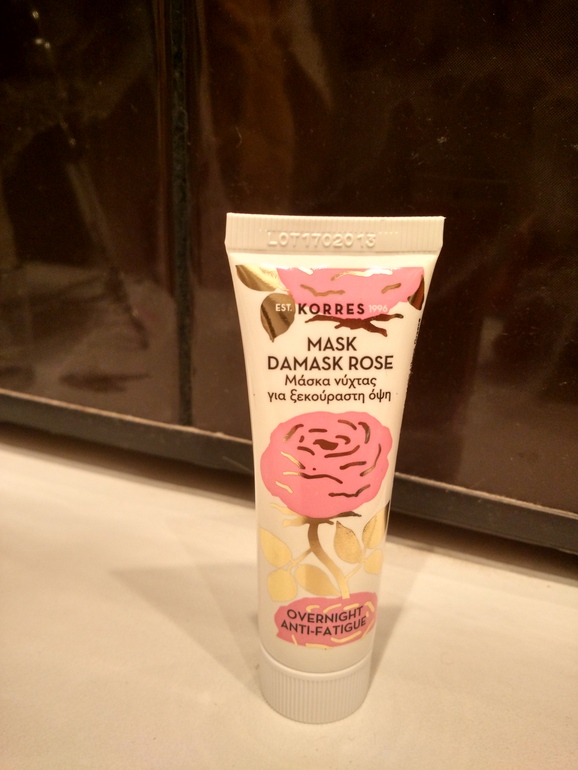 LOT1702013
EST. KORRES 1996
MASK
DAMASK ROSE
Μάσκα νύχτας
για ξεκούραστη όψη
OVERNIGHT
ANTI-FATIGUE